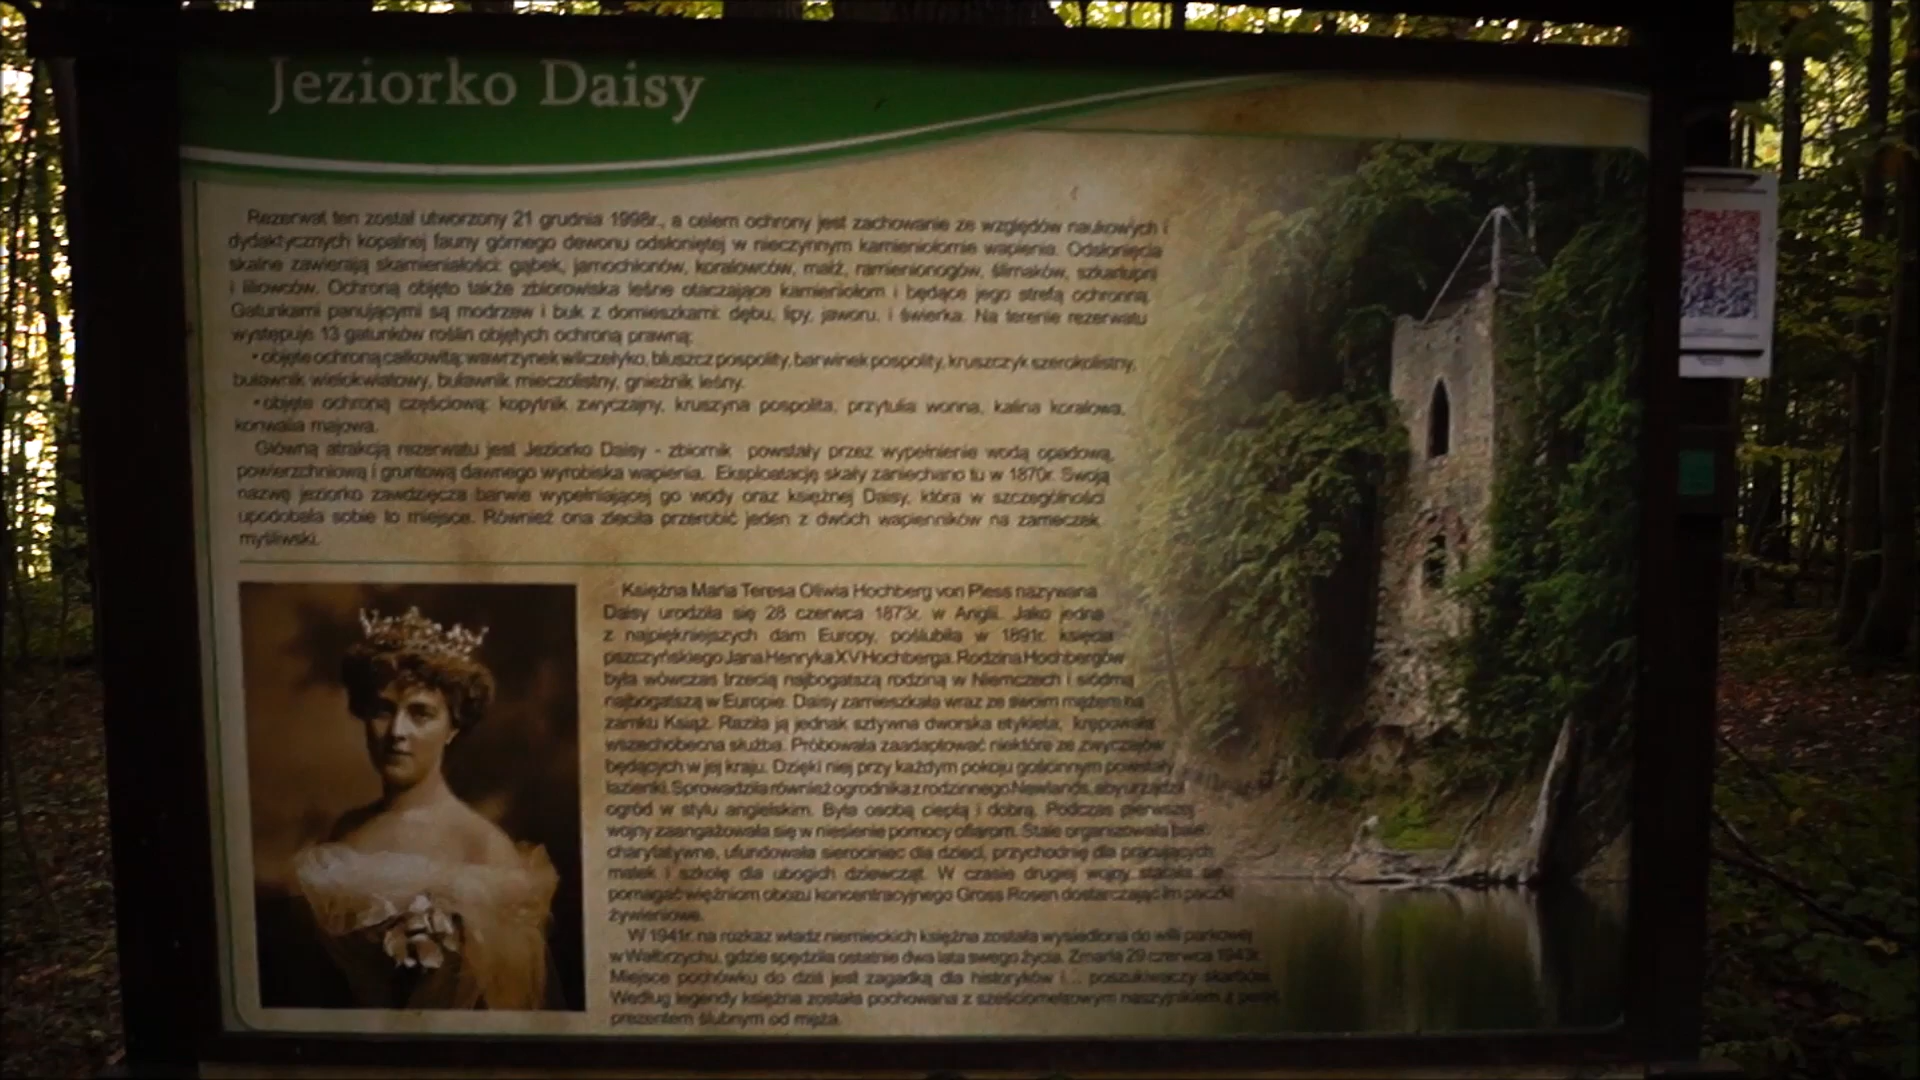 Jeziorko Daisy
Rezerwat ten został utworzony 21 grudnia 1998r., a celem ochrony jest zachowanie ze względów naukowych i
dydaktycznych kopalnej fauny górnego dewonu odsłoniętej w nieczynnym kamieniołomie wapienia. Odsłonięcia
skalne zawierają skamieniałości: gąbek, jamochłonów, koralowców, małż, ramienionogów, ślimaków, szkarłupni
i liliowców. Ochroną objęto także zbiorowiska leśne otaczające kamieniołom i będące jego strefą ochronną.
Gatunkami panującymi są modrzew i buk z domieszkami: dębu, lipy, jaworu, i świerka. Na terenie rezerwatu
występuje 13 gatunków roślin objętych ochroną prawną:
• objęte ochroną całkowitą: wawrzynek wilczełyko, bluszcz pospolity, barwinek pospolity, kruszczyk szerokolistny,
buławnik wielokwiatowy, buławnik mieczolistny, gnieźnik leśny.
• objęte ochroną częściową: kopytnik zwyczajny, kruszyna pospolita, przytulia wonna, kalina koralowa,
konwalia majowa.
Główną atrakcją rezerwatu jest Jeziorko Daisy - zbiornik powstały przez wypełnienie wodą opadową,
powierzchniową i gruntową dawnego wyrobiska wapienia. Eksploatację skały zaniechano tu w 1870r. Swoją
nazwę jeziorko zawdzięcza barwie wypełniającej go wody oraz księżnej Daisy, która w szczególności
upodobała sobie to miejsce. Również ona zleciła przerobić jeden z dwóch wapienników na zameczek
myśliwski.
Księżna Maria Teresa Oliwia Hochberg von Pless nazywana
Daisy urodziła się 28 czerwca 1873r. w Anglii. Jako jedna
z najpiękniejszych dam Europy, poślubiła w 1891r. księcia
pszczyńskiego Jana Henryka XV Hochberga. Rodzina Hochbergów
była wówczas trzecią najbogatszą rodziną w Niemczech i siódmą
najbogatszą w Europie. Daisy zamieszkała wraz ze swoim mężem na
zamku Książ. Raziła ją jednak sztywna dworska etykieta, krępowała
wszechobecna służba. Próbowała zaadaptować niektóre ze zwyczajów
będących w jej kraju. Dzięki niej przy każdym pokoju gościnnym powstały
łazienki. Sprowadziła również ogrodnika z rodzinnego Newlands, aby urządził
ogród w stylu angielskim. Była osobą ciepłą i dobrą. Podczas pierwszej
wojny zaangażowała się w niesienie pomocy ofiarom. Stale organizowała bale
charytatywne, ufundowała sierociniec dla dzieci, przychodnię dla pracujących
matek i szkołę dla ubogich dziewcząt. W czasie drugiej wojny starała się
pomagać więźniom obozu koncentracyjnego Gross Rosen dostarczając im paczki
żywieniowe.
W 1941r. na rozkaz władz niemieckich księżna została wysiedlona do willi parkowej
w Wałbrzychu, gdzie spędziła ostatnie dwa lata swego życia. Zmarła 29 czerwca 1943r.
Miejsce pochówku do dziś jest zagadką dla historyków i... poszukiwaczy skarbów.
Według legendy księżna została pochowana z sześciometrowym naszyjnikiem z pereł,
prezentem ślubnym od męża.